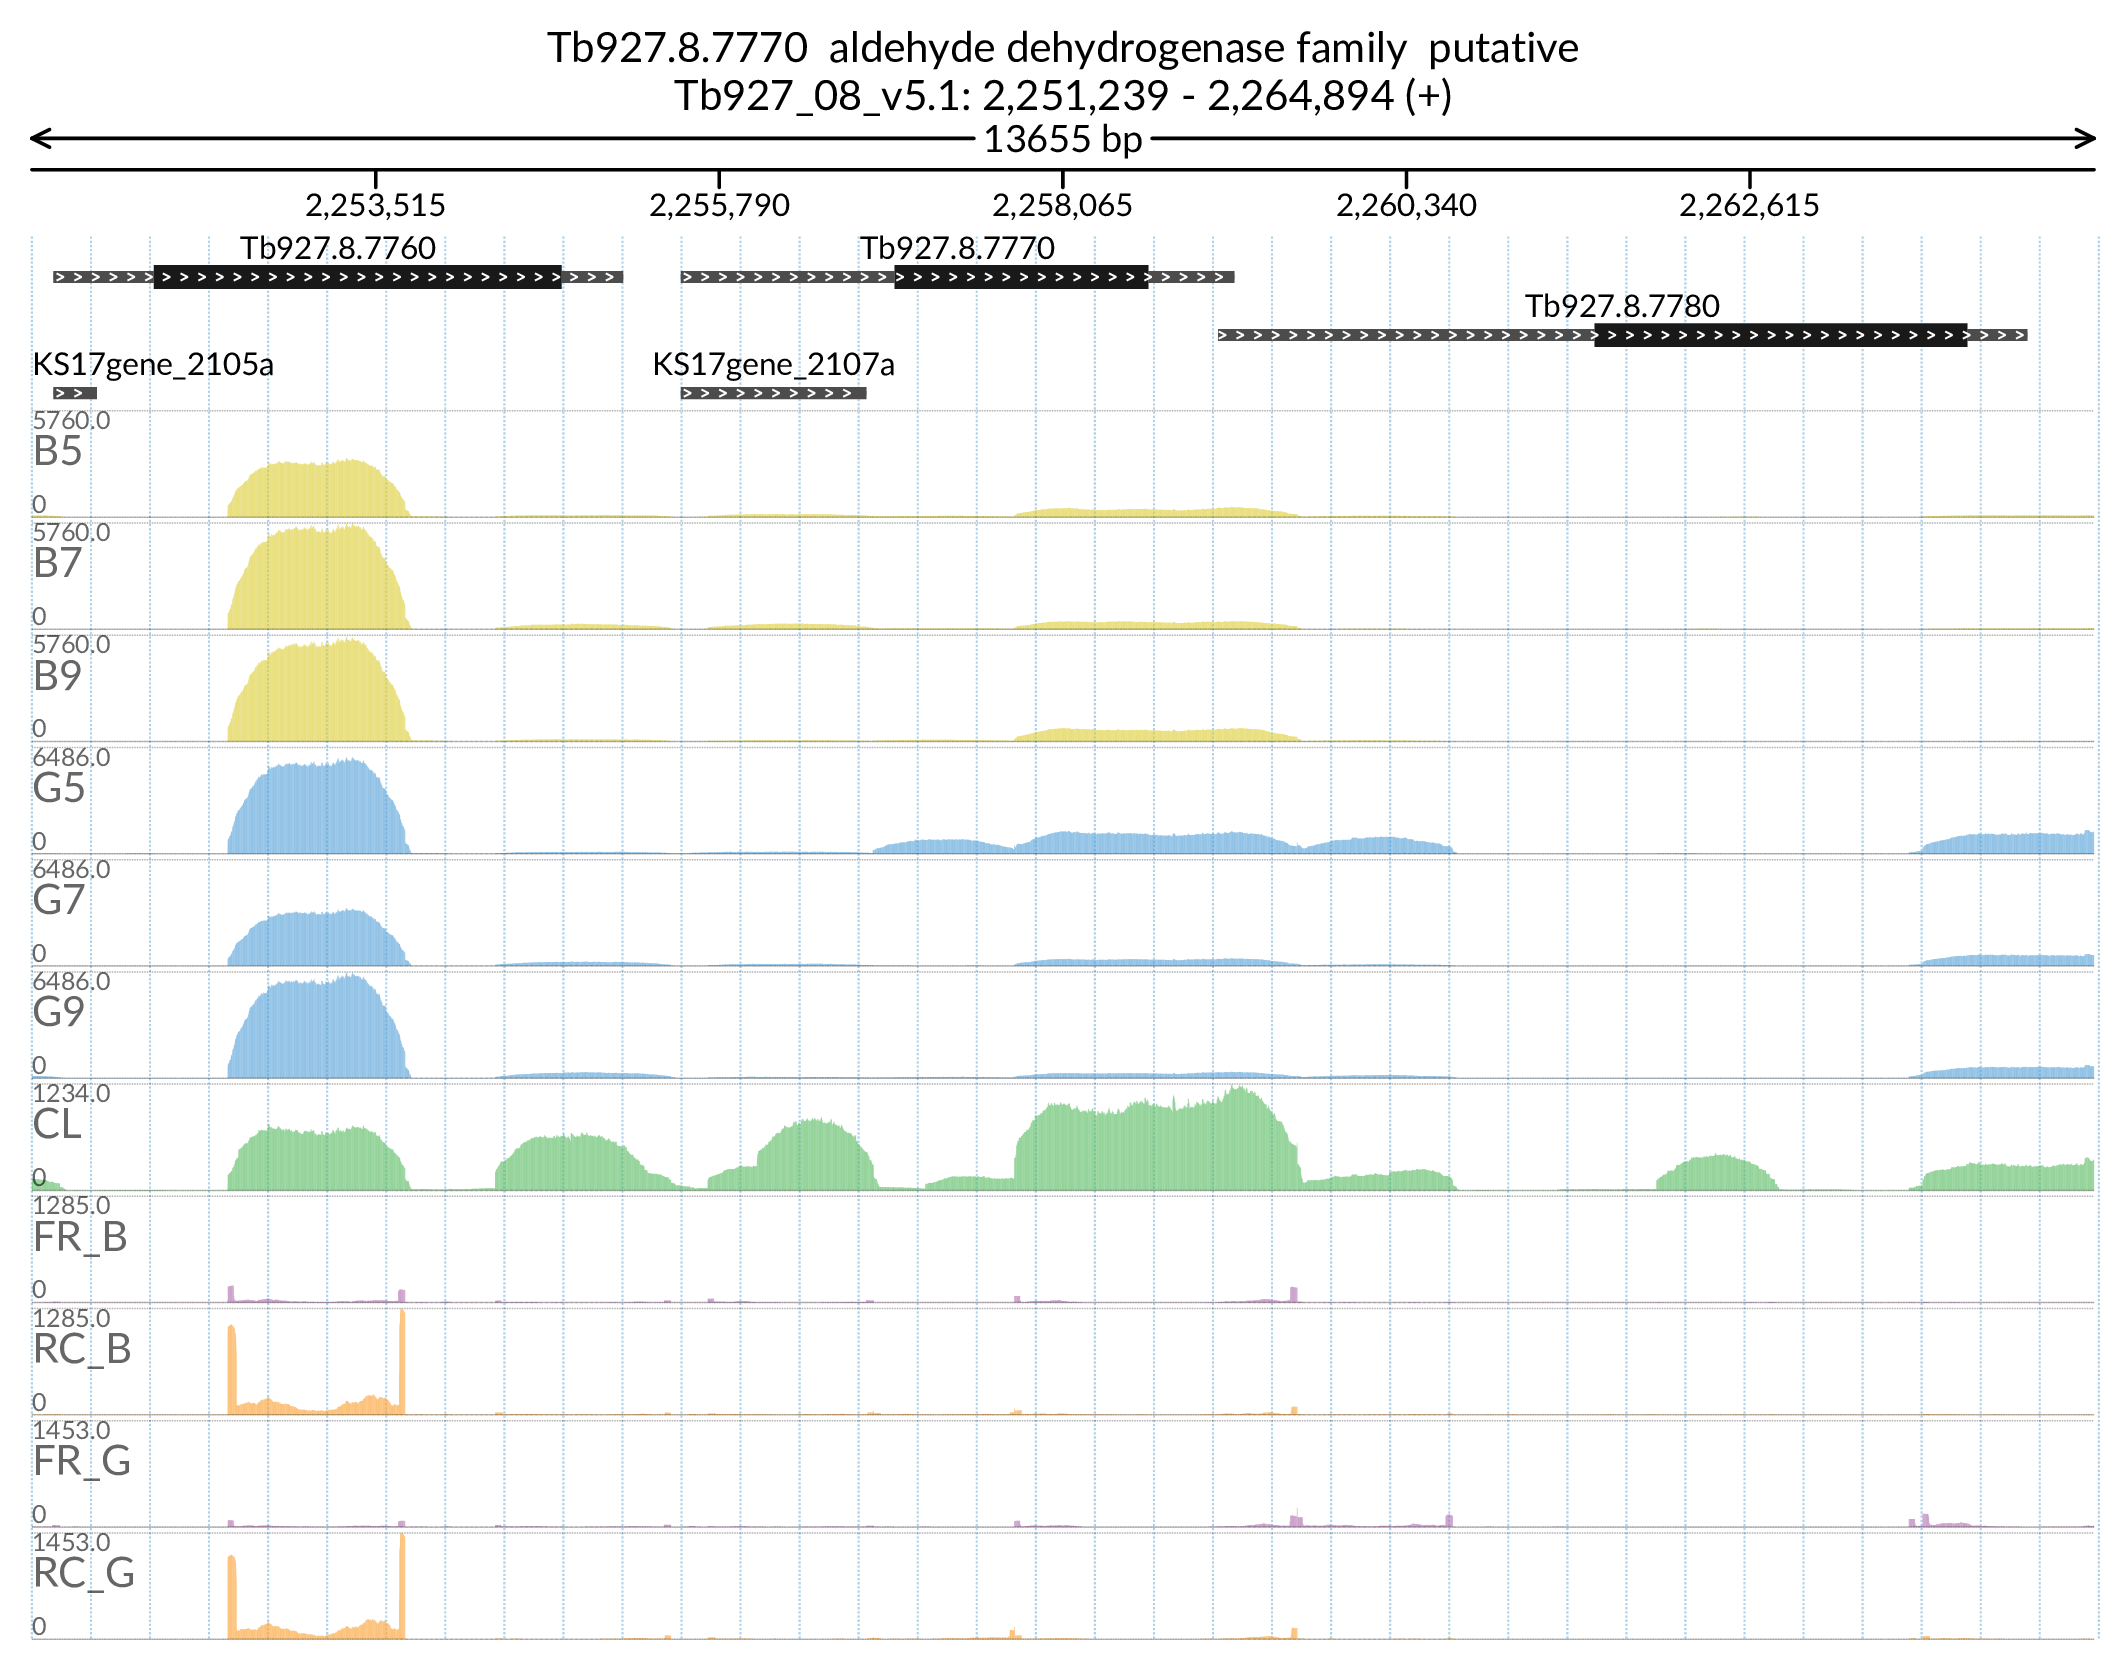 Tb927.8.7770  aldehyde dehydrogenase family  putative
Tb927_08_v5.1: 2,251,239 - 2,264,894 (+)
13655 bp
2,253,515 2,255,790 2,258,065 2,260,340 2,262,615
Tb927.8.7760 Tb927.8.7770
Tb927.8.7780
KS17gene_2105a KS17gene_2107a
5760.0
B5
0
5760.0
B7
0
5760.0
B9
0
6486.0
G5
0
6486.0
G7
0
6486.0
G9
0
1234.0
CL
0
1285.0
FR_B
0
1285.0
RC_B
0
1453.0
FR_G
0
1453.0
RC_G
0